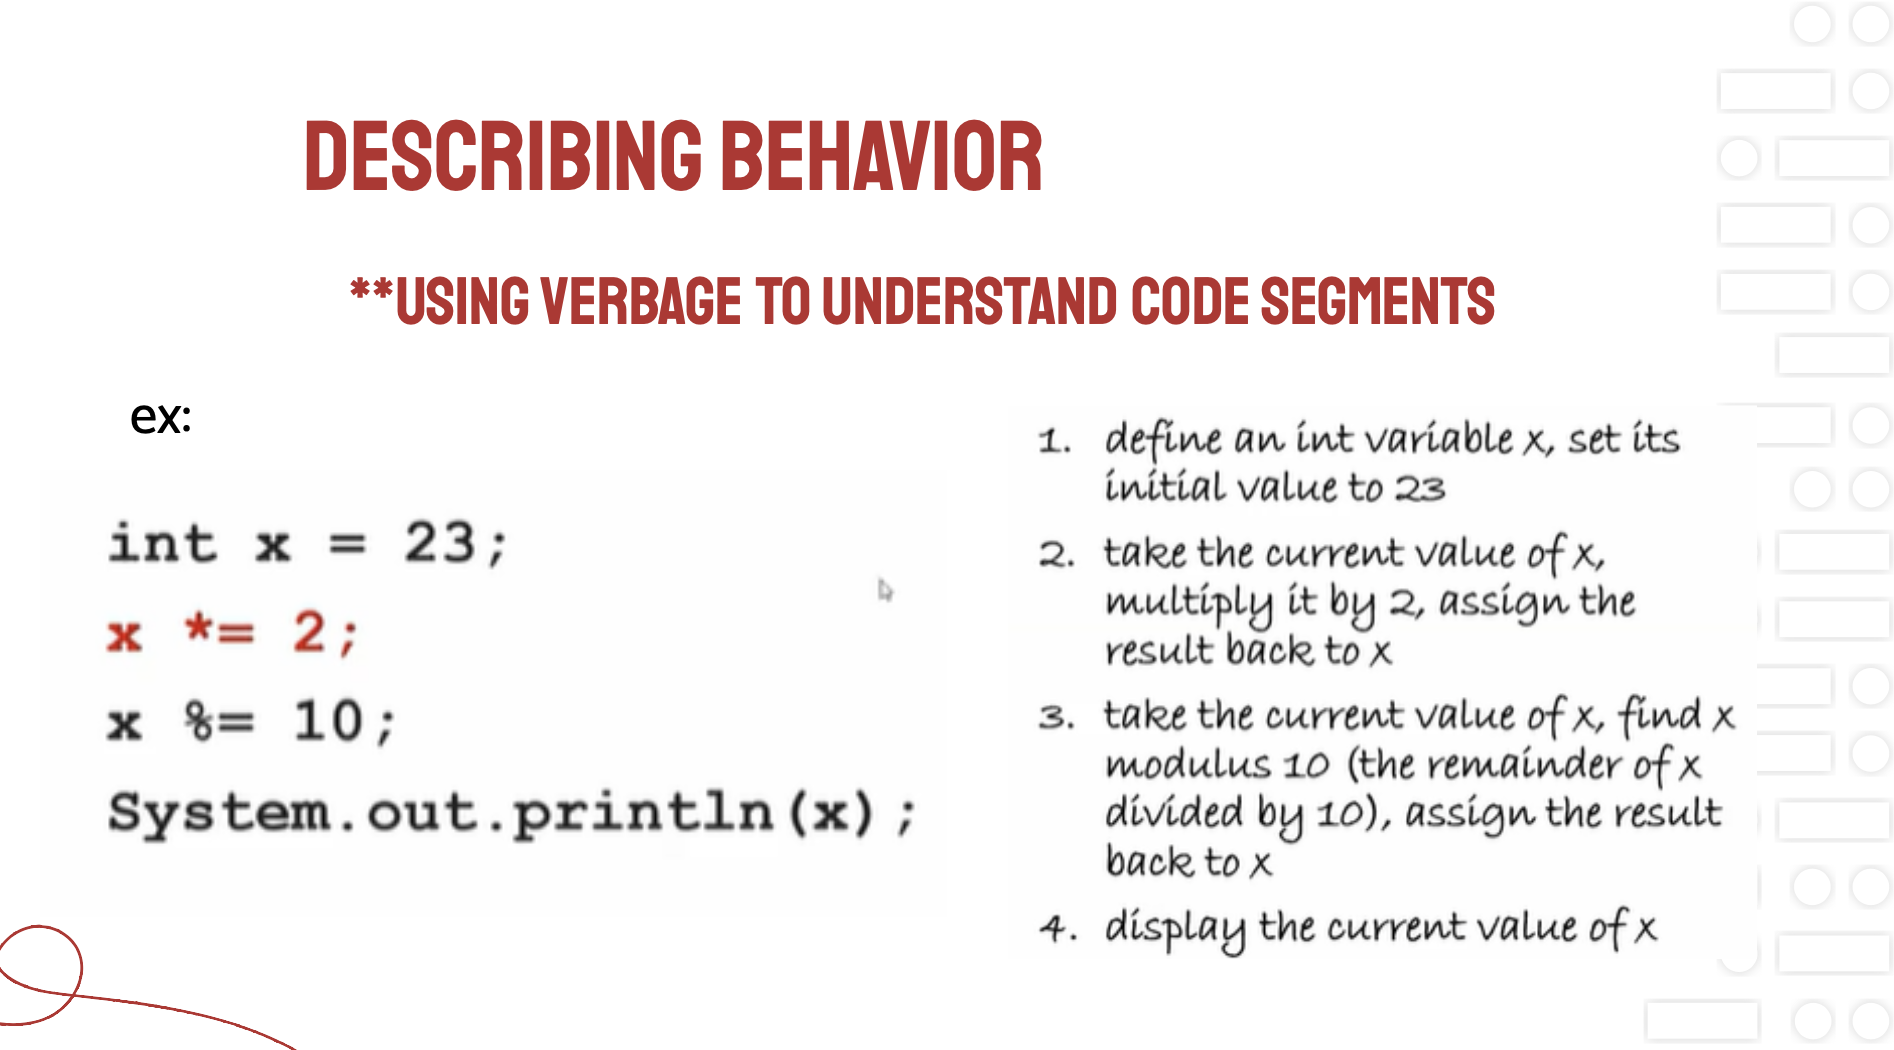 DESCRIBING BEHAVIOR
**USING VERBAGE TO UNDERSTAND CODE SEGMENTS
ex:
int x = 23;
x *= 2;
x %= 10;
System.out.println(x);
1. define an int variable x, set its
initial value to 23
2. take the current value of x,
multiply it by 2, assign the
result back to x
3. take the current value of x, find x
modulus 10 (the remainder of x
divided by 10), assign the result
back to x
4. display the current value of x